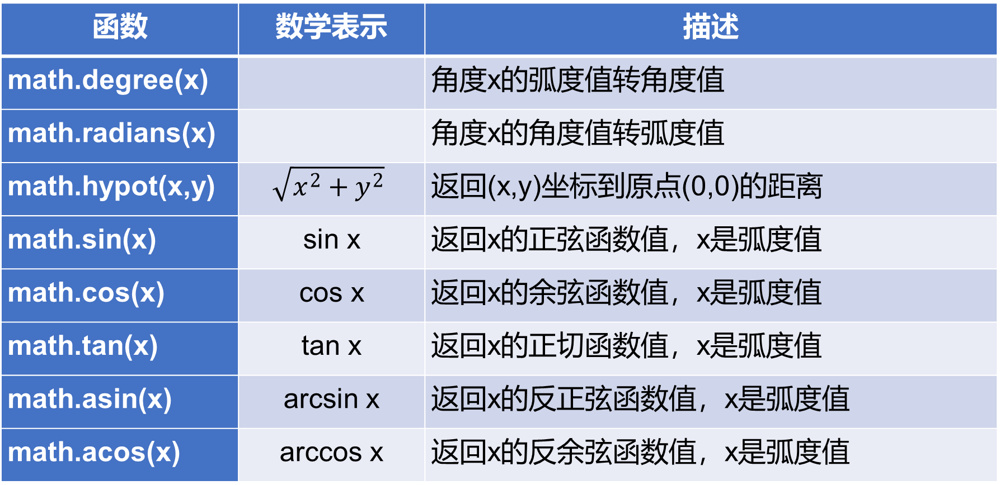 函数 数学表示 描述
math.degree(x) 角度x的弧度值转角度值
math.radians(x) 角度x的角度值转弧度值
math.hypot(x,y) √(x² + y²) 返回(x,y)坐标到原点(0,0)的距离
math.sin(x) sin x 返回x的正弦函数值，x是弧度值
math.cos(x) cos x 返回x的余弦函数值，x是弧度值
math.tan(x) tan x 返回x的正切函数值，x是弧度值
math.asin(x) arcsin x 返回x的反正弦函数值，x是弧度值
math.acos(x) arccos x 返回x的反余弦函数值，x是弧度值